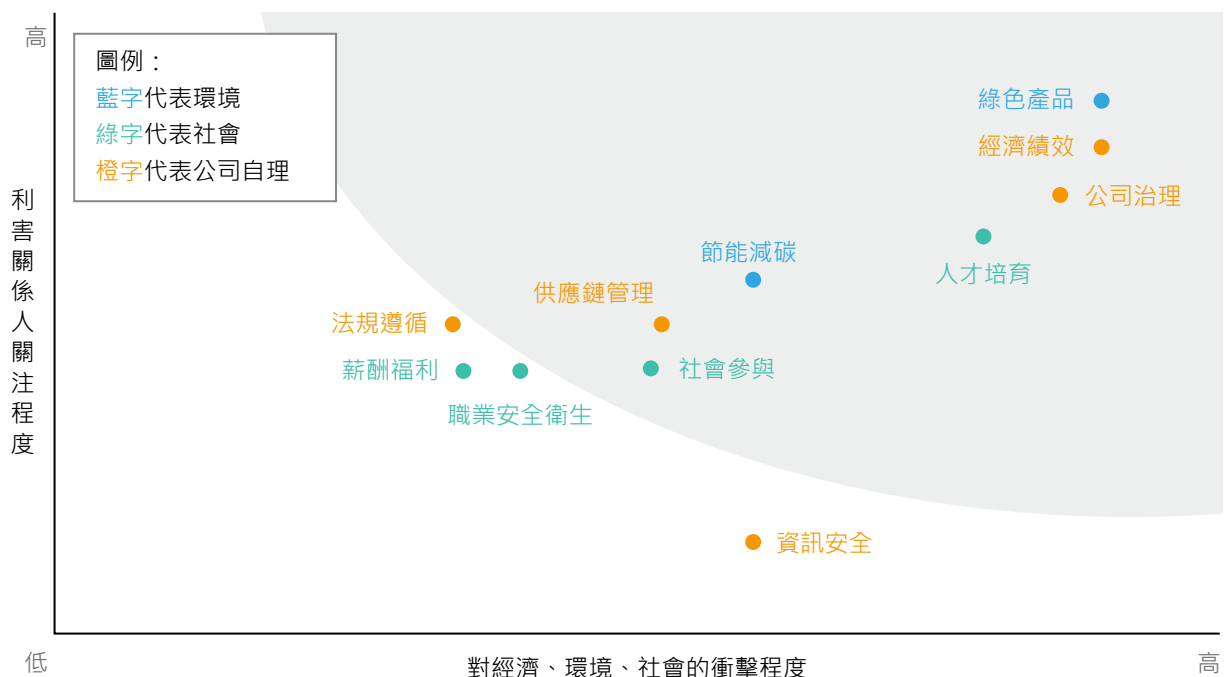 高
圖例：
藍字代表環境
綠字代表社會
橙字代表公司自理
利害關係人關注程度
綠色產品
經濟績效
公司治理
人才培育
節能減碳
供應鏈管理
法規遵循
薪酬福利
社會參與
職業安全衛生
資訊安全
低
對經濟、環境、社會的衝擊程度
高